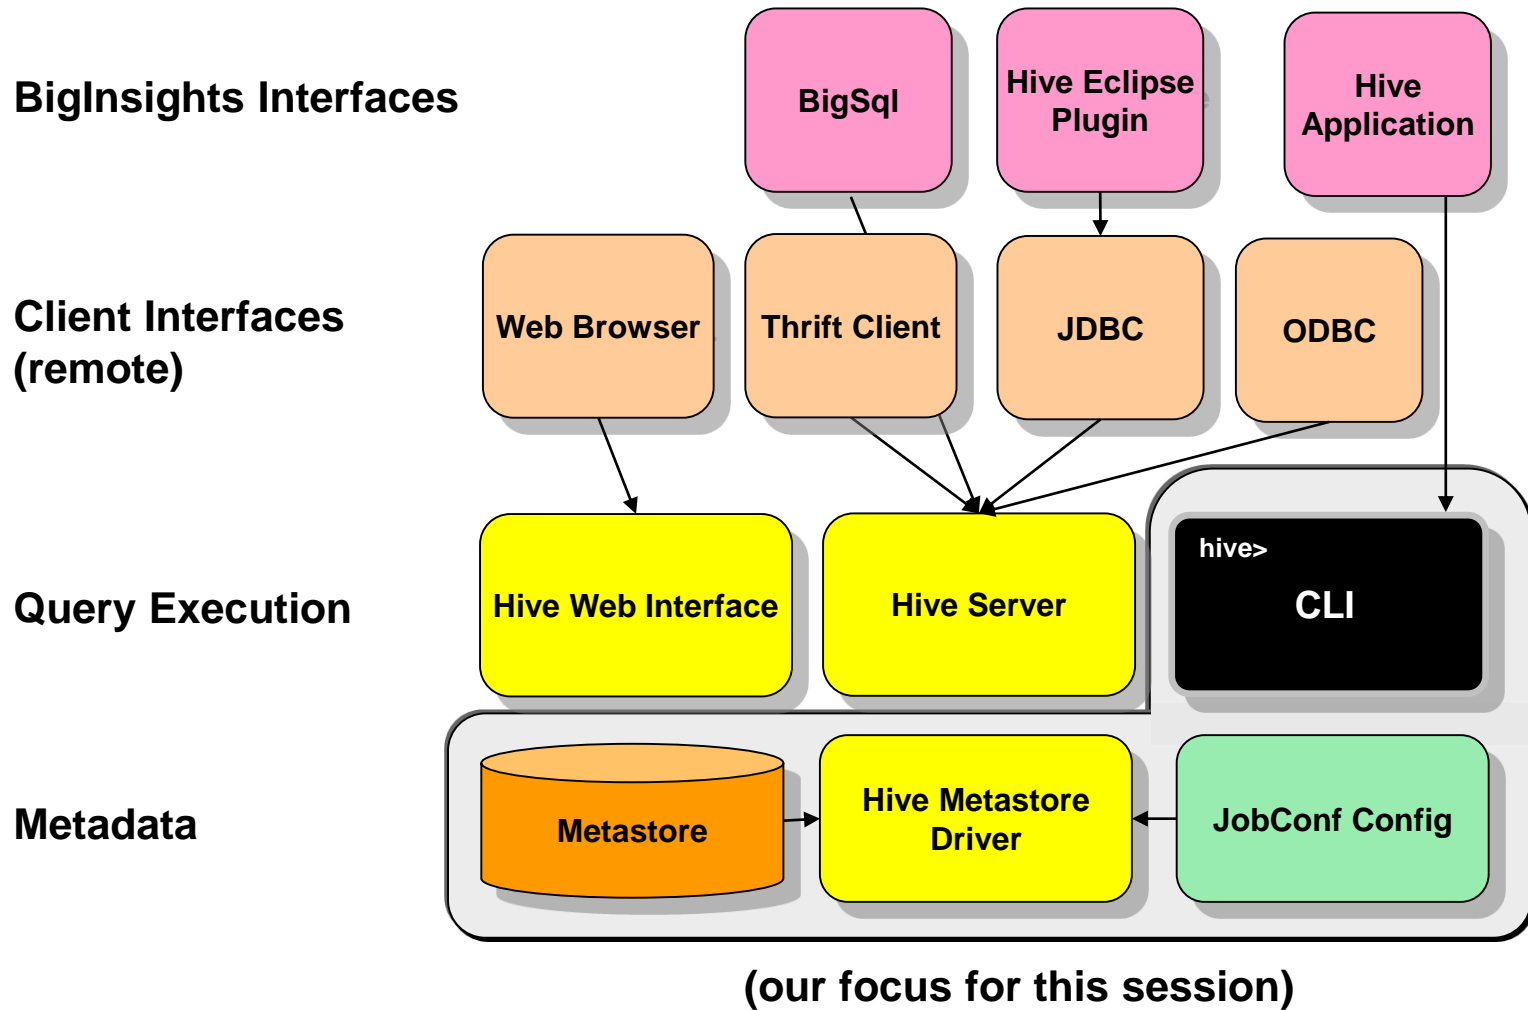 BigInsights Interfaces
BigSql
Hive Eclipse
Plugin
Hive
Application
Client Interfaces
(remote)
Web Browser
Thrift Client
JDBC
ODBC
Query Execution
Hive Web Interface
Hive Server
hive>
CLI
Metadata
Metastore
Hive Metastore
Driver
JobConf Config
(our focus for this session)